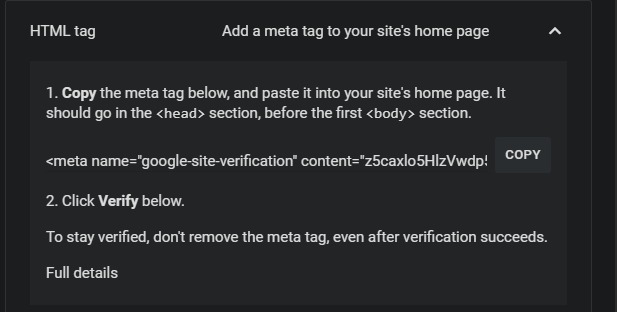 HTML tag
Add a meta tag to your site's home page
1. Copy the meta tag below, and paste it into your site's home page. It
should go in the <head> section, before the first <body> section.
<meta name="google-site-verification" content="z5caxlo5HlzVwdp!
COPY
2. Click Verify below.
To stay verified, don't remove the meta tag, even after verification succeeds.
Full details